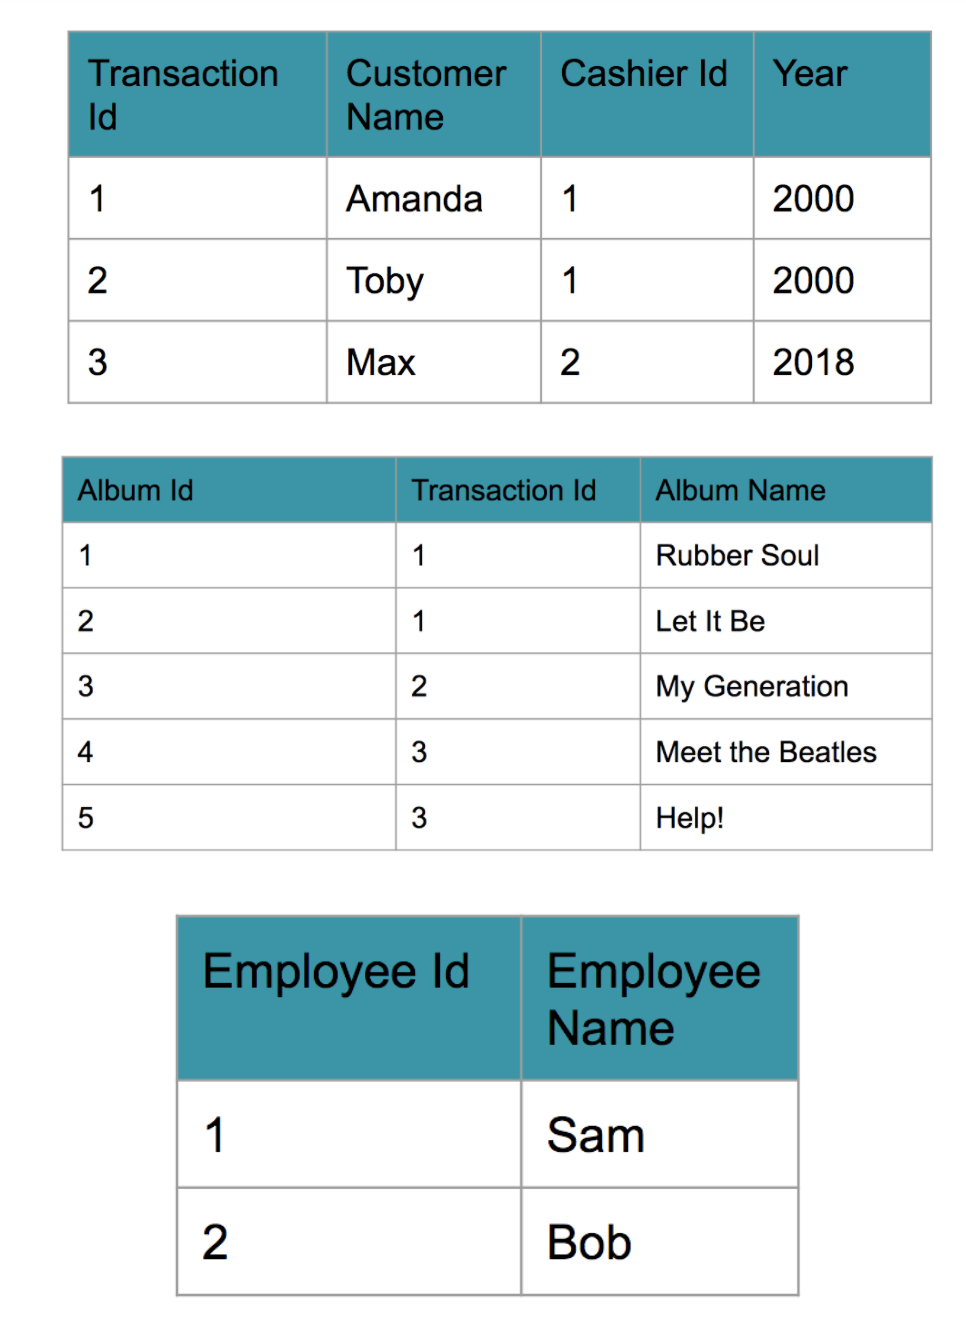 Transaction Id Customer Name Cashier Id Year
1 Amanda 1 2000
2 Toby 1 2000
3 Max 2 2018
Album Id Transaction Id Album Name
1 1 Rubber Soul
2 1 Let It Be
3 2 My Generation
4 3 Meet the Beatles
5 3 Help!
Employee Id Employee Name
1 Sam
2 Bob